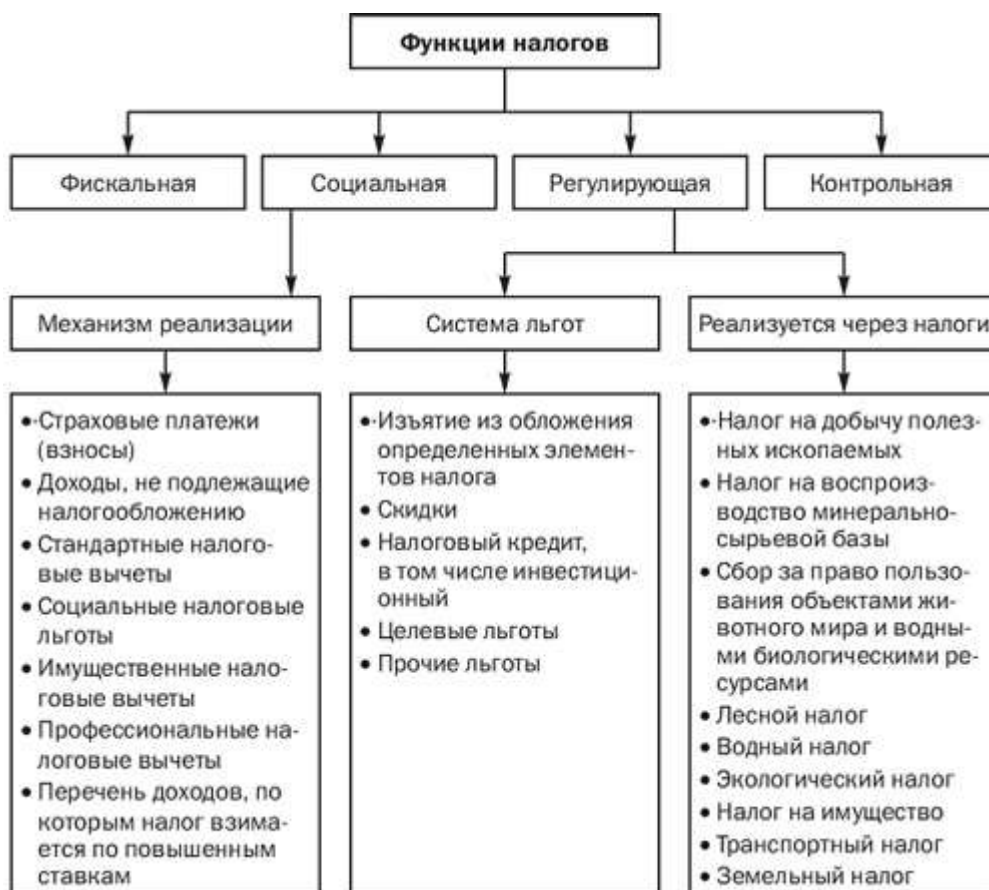 Функции налогов
Фискальная
Социальная
Регулирующая
Контрольная
Механизм реализации
Система льгот
Реализуется через налоги
•·Страховые платежи
(взносы)
• Доходы, не подлежащие
налогообложению
• Стандартные налого-
вые вычеты
• Социальные налоговые
льготы
• Имущественные нало-
говые вычеты
• Профессиональные на-
логовые вычеты
• Перечень доходов, по
которым налог взима-
ется по повышенным
ставкам
•·Изъятие из обложения
определенных элемен-
тов налога
• Скидки
• Налоговый кредит,
в том числе инвестици-
онный
• Целевые льготы
• Прочие льготы
•·Налог на добычу полез-
ных ископаемых
• Налог на воспроиз-
водство минерально-
сырьевой базы
• Сбор за право пользо-
вания объектами жи-
вотного мира и водны-
ми биологическими ре-
сурсами
• Лесной налог
• Водный налог
• Экологический налог
• Налог на имущество
• Транспортный налог
• Земельный налог